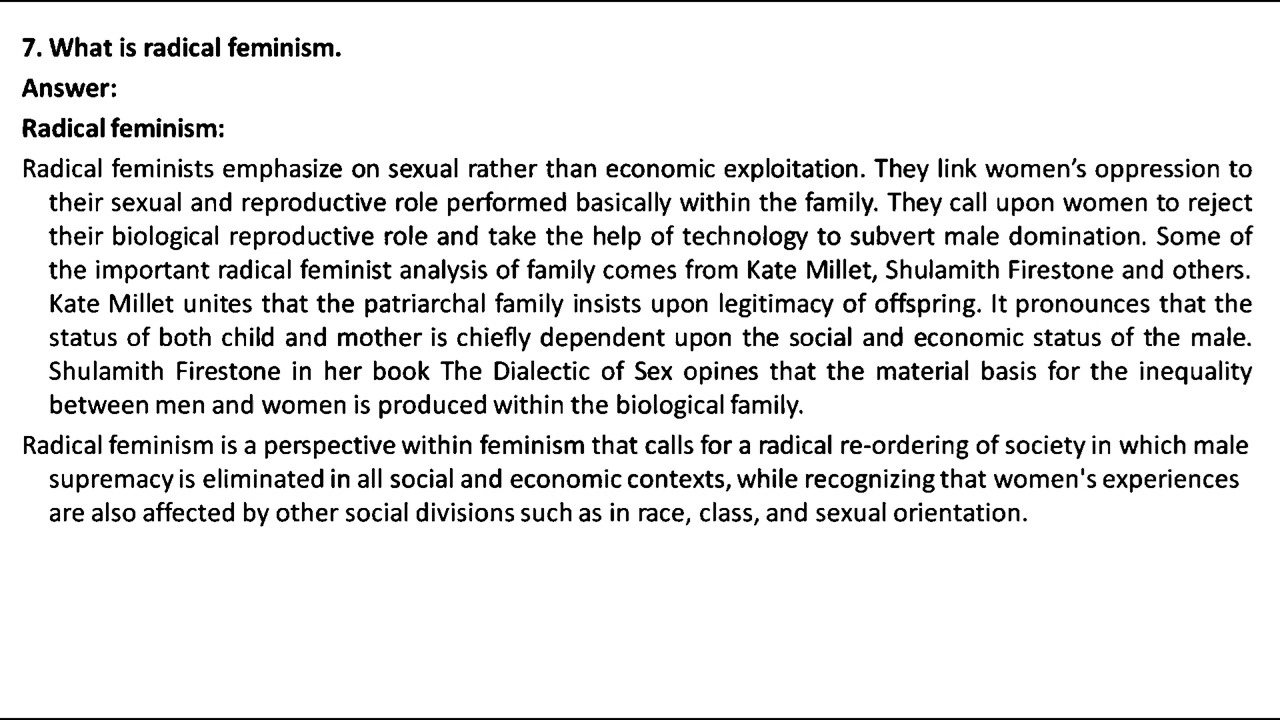 7. What is radical feminism.
Answer:
Radical feminism:
Radical feminists emphasize on sexual rather than economic exploitation. They link women’s oppression to
their sexual and reproductive role performed basically within the family. They call upon women to reject
their biological reproductive role and take the help of technology to subvert male domination. Some of
the important radical feminist analysis of family comes from Kate Millet, Shulamith Firestone and others.
Kate Millet unites that the patriarchal family insists upon legitimacy of offspring. It pronounces that the
status of both child and mother is chiefly dependent upon the social and economic status of the male.
Shulamith Firestone in her book The Dialectic of Sex opines that the material basis for the inequality
between men and women is produced within the biological family.
Radical feminism is a perspective within feminism that calls for a radical re-ordering of society in which male
supremacy is eliminated in all social and economic contexts, while recognizing that women's experiences
are also affected by other social divisions such as in race, class, and sexual orientation.